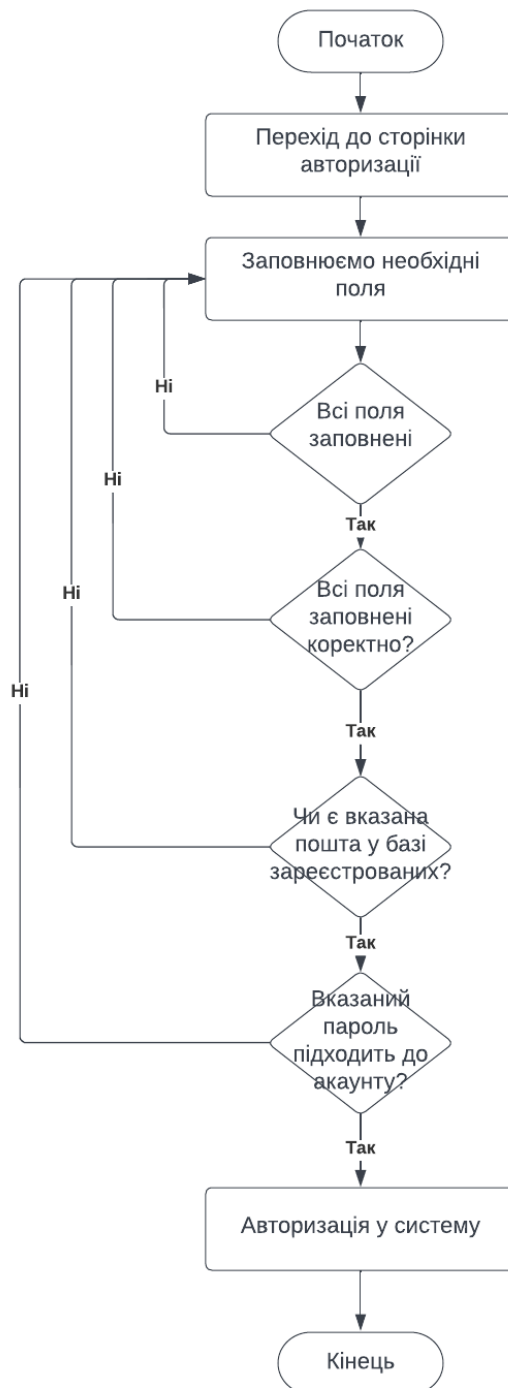 Початок
Перехід до сторінки
авторизації
Заповнюємо необхідні
поля
Ні
Всі поля
заповнені
Ні
Так
Ні
Всі поля
заповнені
коректно?
Ні
Так
Чи є вказана
пошта у базі
зареєстрованих?
Так
Вказаний
пароль
підходить до
акаунту?
Так
Авторизація у систему
Кінець